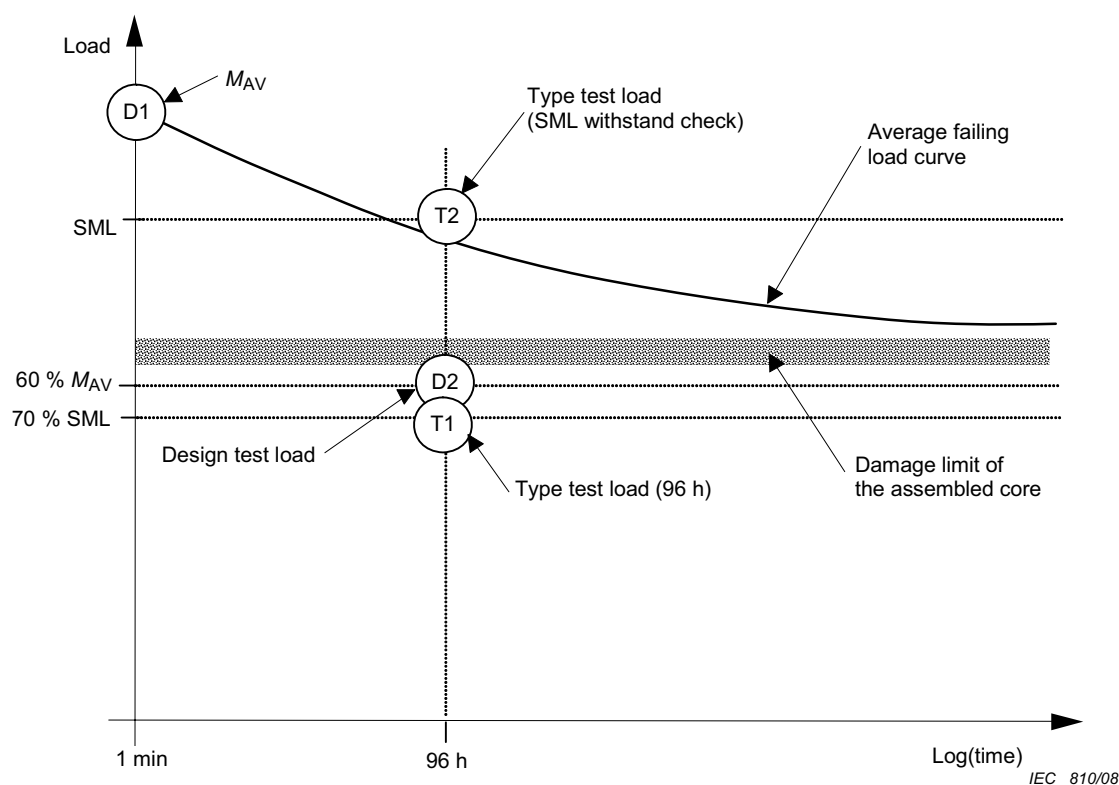 Load
M_AV
D1
Type test load
(SML withstand check)
Average failing
load curve
T2
SML
60 % M_AV
D2
70 % SML
T1
Design test load
Type test load (96 h)
Damage limit of
the assembled core
1 min
96 h
Log(time)
IEC 810/08